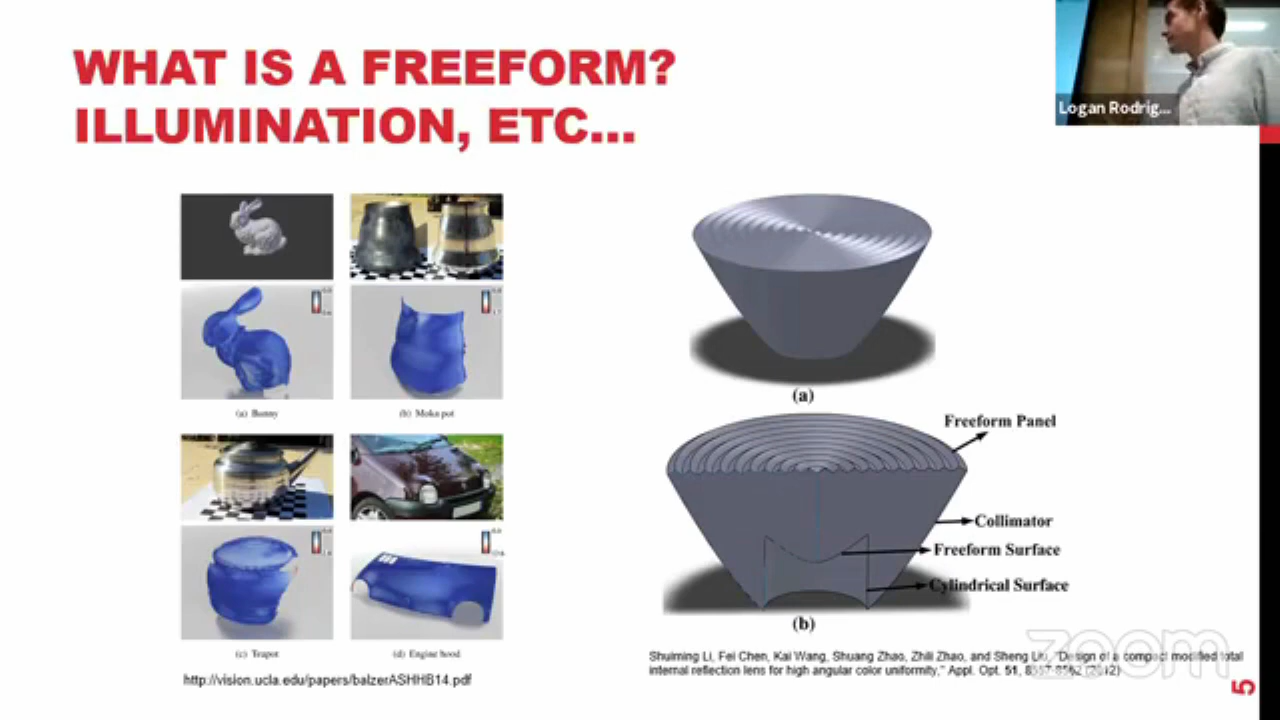 WHAT IS A FREEFORM?
ILLUMINATION, ETC...
Logan Rodrig...
(a) Bunny
(b) Moka pot
(c) Teapot
(d) Engine hood
http://vision.ucla.edu/papers/balzerASHHB14.pdf
(a)
Freeform Panel
Collimator
Freeform Surface
Cylindrical Surface
(b)
Shuiming Li, Fei Chen, Kai Wang, Shuang Zhao, Zhili Zhao, and Sheng Liu, "Design of a compact modified total
internal reflection lens for high angular color uniformity," Appl. Opt. 51, 8557-8562 (2012)
zoom
5